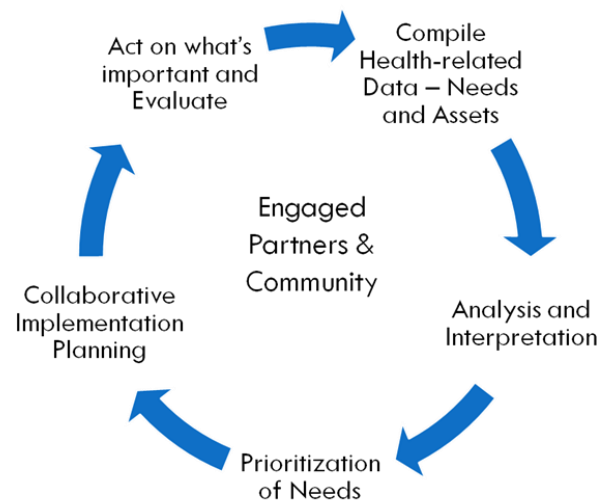 Act on what's
important and
Evaluate
Compile
Health-related
Data – Needs
and Assets
Engaged
Partners &
Community
Analysis and
Interpretation
Collaborative
Implementation
Planning
Prioritization
of Needs